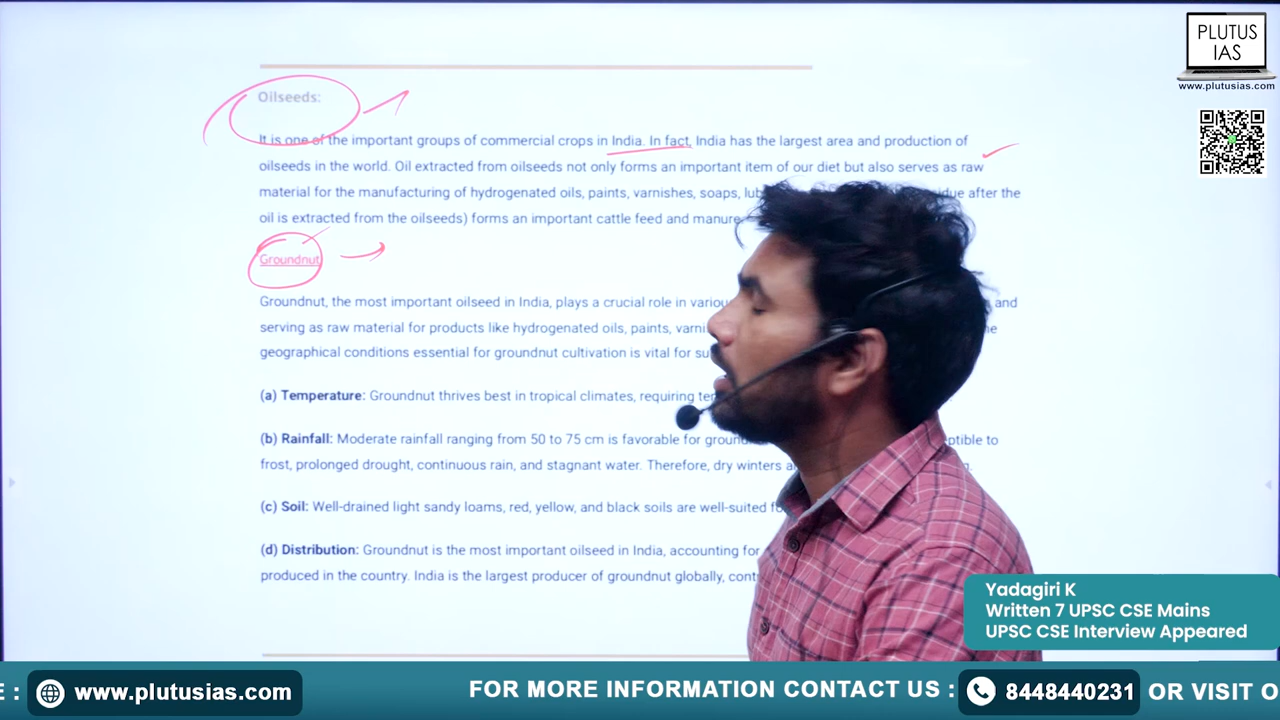 PLUTUS
IAS
www.plutusias.com
Oilseeds:
It is one of the important groups of commercial crops in India. In fact, India has the largest area and production of
oilseeds in the world. Oil extracted from oilseeds not only forms an important item of our diet but also serves as raw
material for the manufacturing of hydrogenated oils, paints, varnishes, soaps, after the
oil is extracted from the oilseeds) forms an important cattle feed and manure
Groundnut
Groundnut, the most important oilseed in India, plays a crucial role in and
serving as raw material for products like hydrogenated oils, paints,
geographical conditions essential for groundnut cultivation is vital for
(a) Temperature: Groundnut thrives best in tropical climates, requiring
(b) Rainfall: Moderate rainfall ranging from 50 to 75 cm is favorable for to
frost, prolonged drought, continuous rain, and stagnant water. Therefore, dry winters
(c) Soil: Well-drained light sandy loams, red, yellow, and black soils are well-suited
(d) Distribution: Groundnut is the most important oilseed in India, accounting for
produced in the country. India is the largest producer of groundnut globally,
Yadagiri K
Written 7 UPSC CSE Mains
UPSC CSE Interview Appeared
E : www.plutusias.com FOR MORE INFORMATION CONTACT US : 8448440231 OR VISIT O